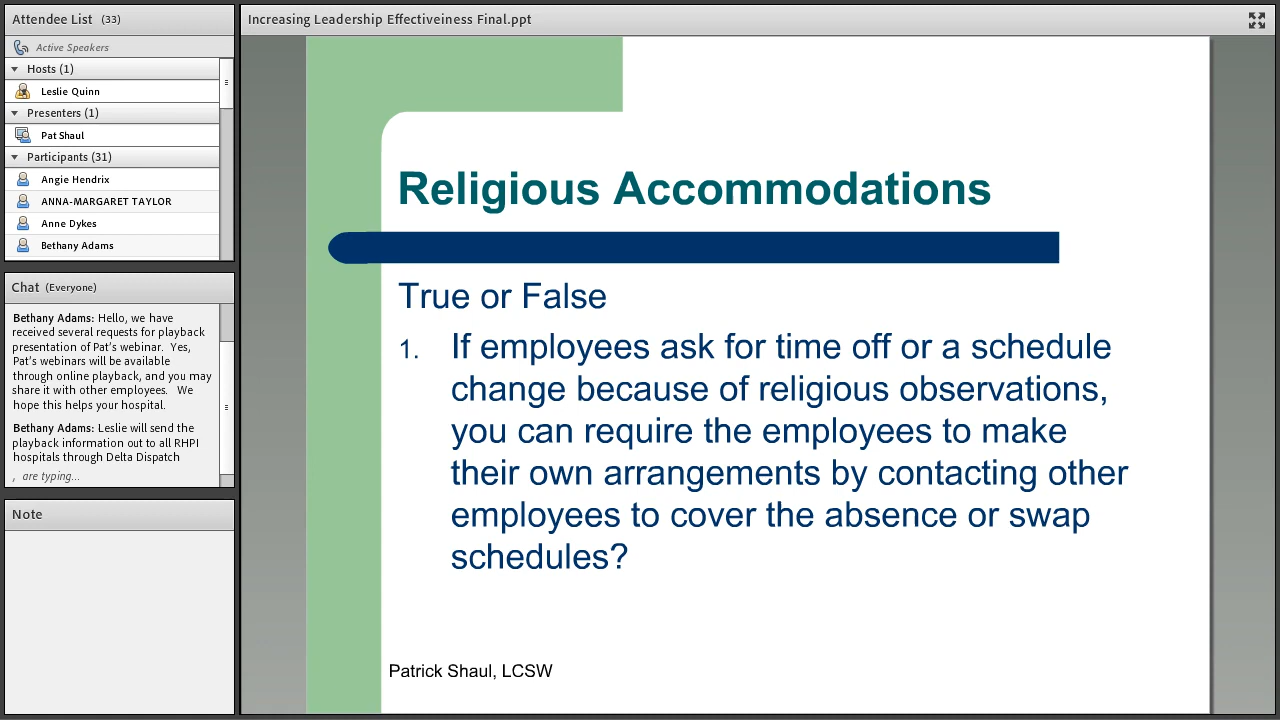 Attendee List (33)
Active Speakers
Hosts (1)
Leslie Quinn
Presenters (1)
Pat Shaul
Participants (31)
Angie Hendrix
ANNA-MARGARET TAYLOR
Anne Dykes
Bethany Adams
Chat (Everyone)
Bethany Adams: Hello, we have
received several requests for playback
presentation of Pat's webinar. Yes,
Pat's webinars will be available
through online playback, and you may
share it with other employees. We
hope this helps your hospital.
Bethany Adams: Leslie will send the
playback information out to all RHPI
hospitals through Delta Dispatch
, are typing...
Note
Increasing Leadership Effectiveiness Final.ppt
Religious Accommodations
True or False
1. If employees ask for time off or a schedule
change because of religious observations,
you can require the employees to make
their own arrangements by contacting other
employees to cover the absence or swap
schedules?
Patrick Shaul, LCSW